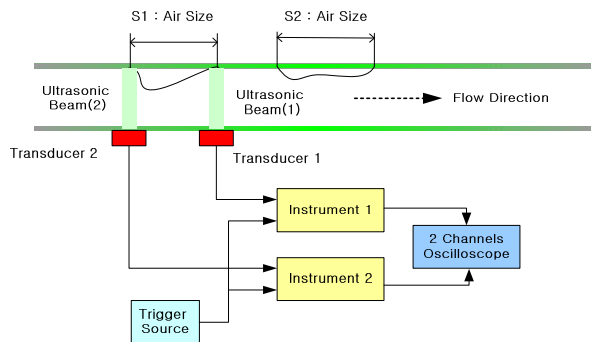 S1 : Air Size
S2 : Air Size
Ultrasonic
Beam(2)
Ultrasonic
Beam(1)
Flow Direction
Transducer 2
Transducer 1
Instrument 1
2 Channels
Oscilloscope
Instrument 2
Trigger
Source